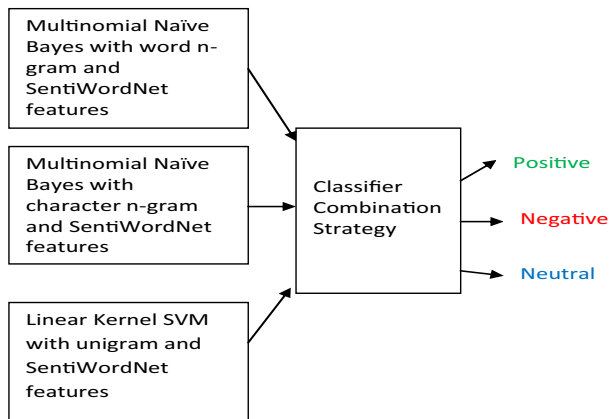 Multinomial Naïve
Bayes with word n-
gram and
SentiWordNet
features
Multinomial Naïve
Bayes with
character n-gram
and SentiWordNet
features
Linear Kernel SVM
with unigram and
SentiWordNet
features
Classifier
Combination
Strategy
Positive
Negative
Neutral